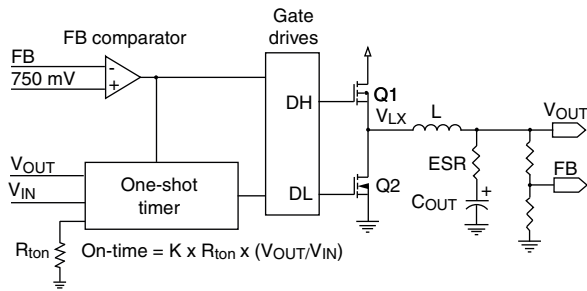 Gate
drives
FB comparator
FB
-
750 mV
+
DH
Q1
VLX
L
VOUT
ESR
FB
+
COUT
VOUT
VIN
One-shot
timer
DL
Q2
Rton
On-time = K x Rton x (VOUT/VIN)